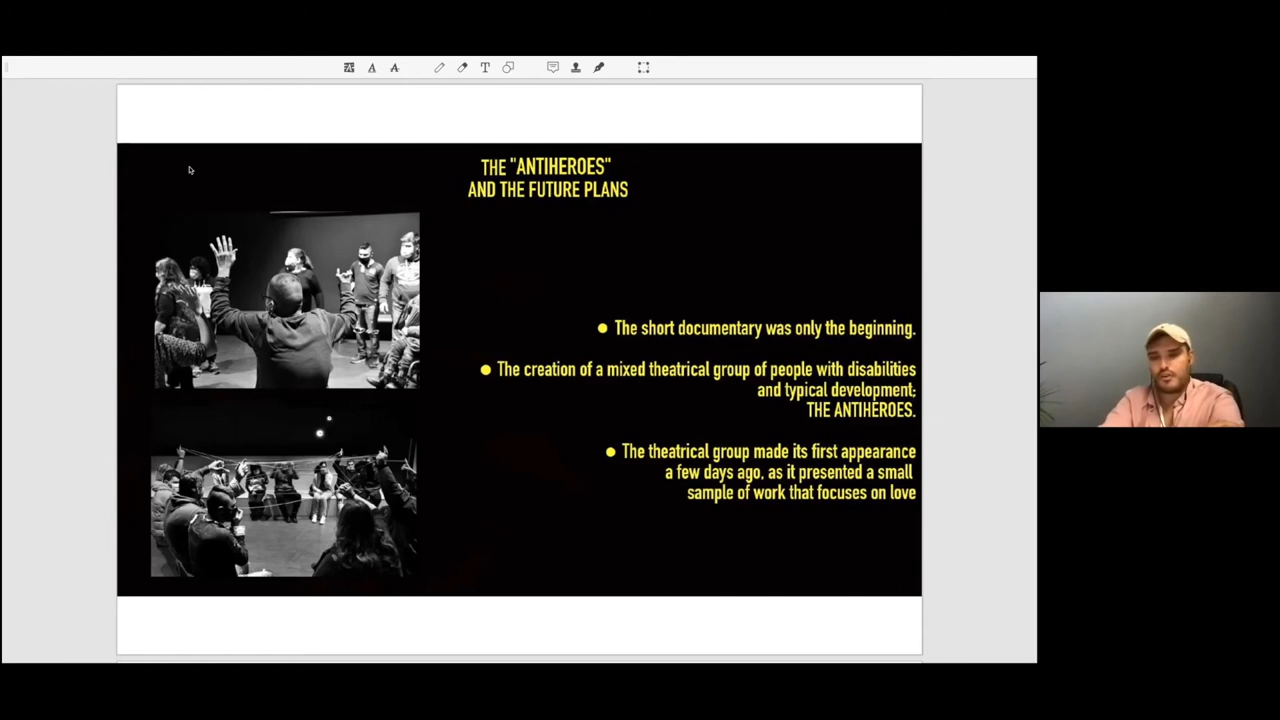 THE "ANTIHEROES"
AND THE FUTURE PLANS
● The short documentary was only the beginning.
● The creation of a mixed theatrical group of people with disabilities
and typical development;
THE ANTIHEROES.
● The theatrical group made its first appearance
a few days ago, as it presented a small
sample of work that focuses on love